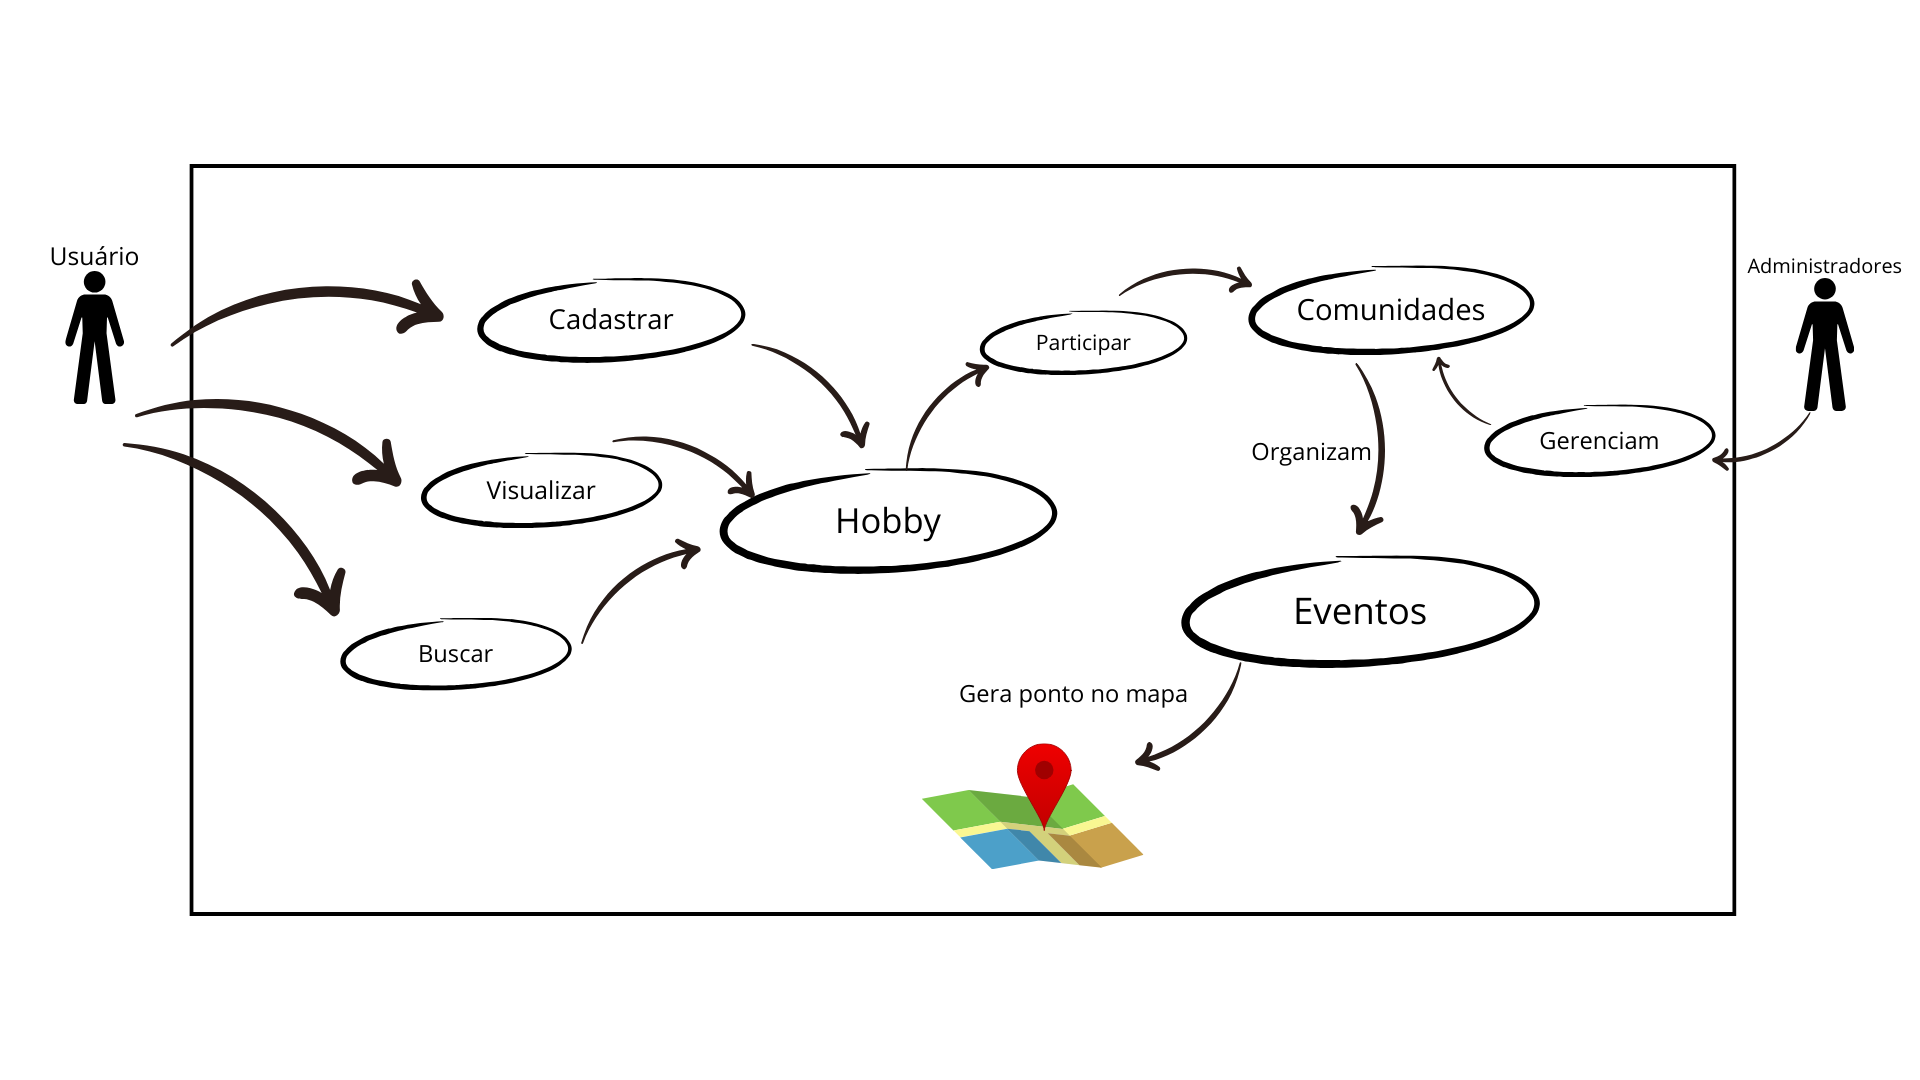 Usuário
Administradores
Cadastrar
Participar
Comunidades
Visualizar
Hobby
Organizam
Gerenciam
Buscar
Eventos
Gera ponto no mapa